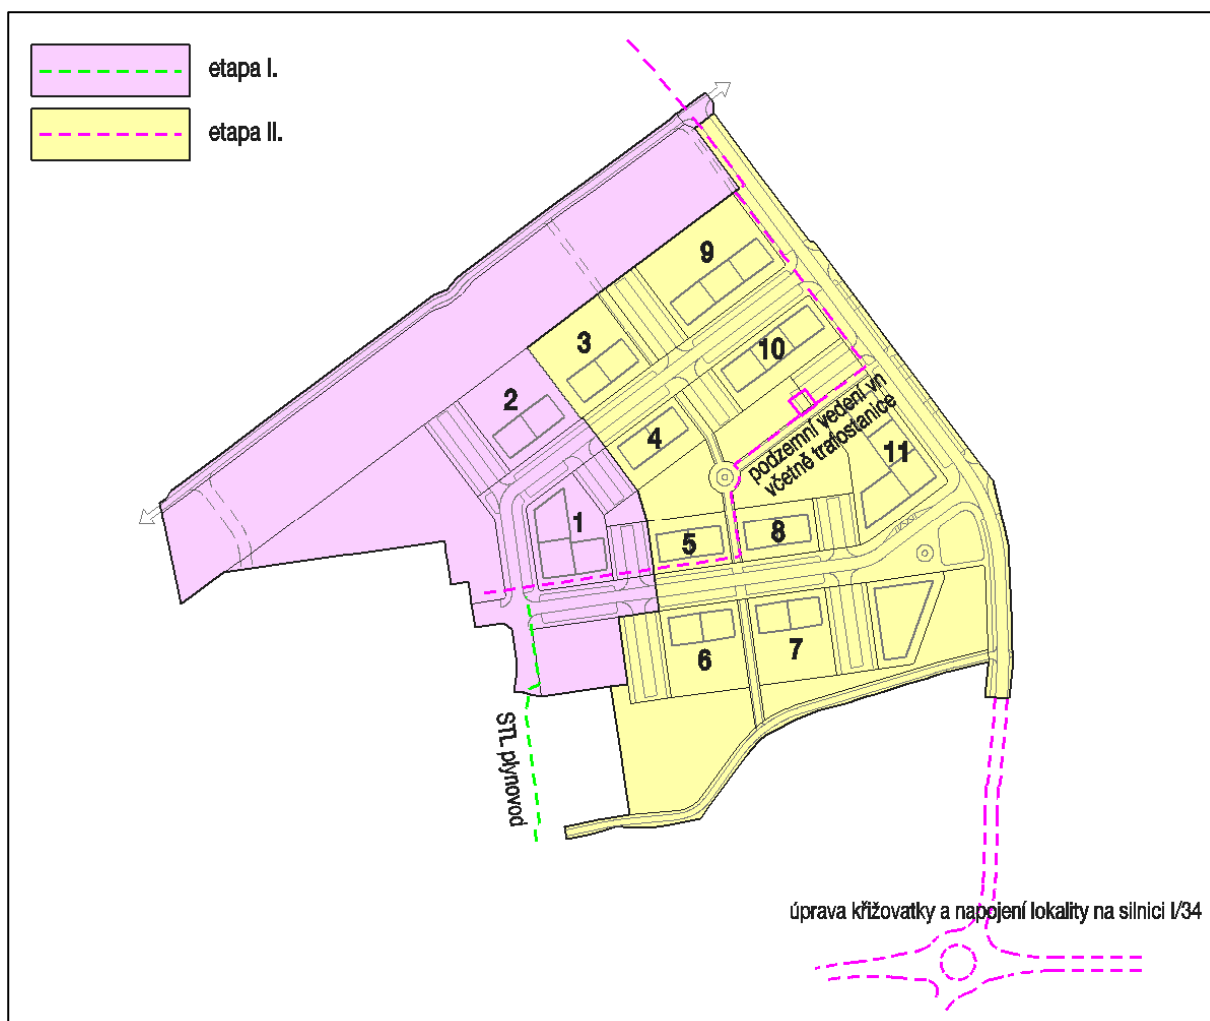 etapa I.
etapa II.
9
3
10
2
4
podzemní vedení vn
včetně trafostanice
11
1
5
8
6
7
STL plynovod
úprava křižovatky a napojení lokality na silnici I/34